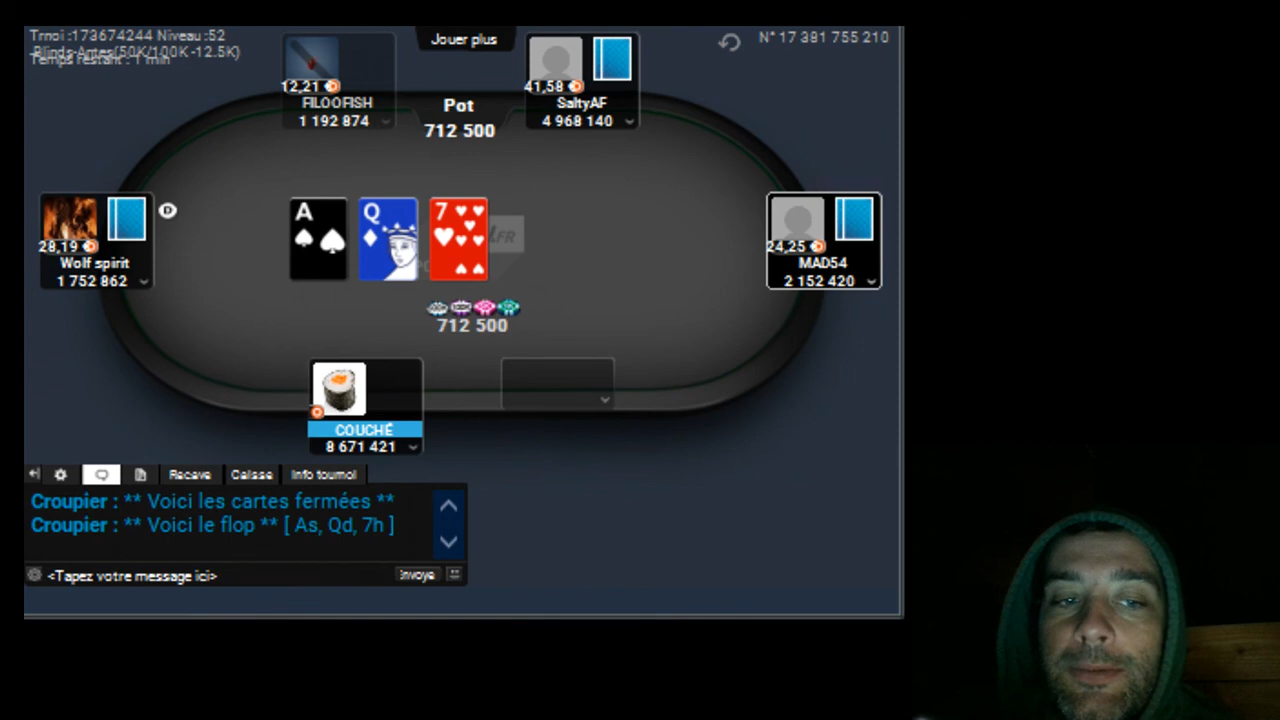 Trnoi :173674244 Niveau :52
Blinds-Antes(50K/100K -12.5K)
Temps restant : 1 min
Jouer plus
N° 17 381 755 210
12,21
FILOOFISH
1 192 874
Pot
712 500
41,58
SaltyAF
4 968 140
28,19
Wolf spirit
1 752 862
D
A
Q
7
.FR
24,25
MAD54
2 152 420
712 500
COUCHÉ
8 671 421
Recave
Caisse
Info tournoi
Croupier : ** Voici les cartes fermées **
Croupier : ** Voici le flop ** [ As, Qd, 7h ]
<Tapez votre message ici>
Envoye